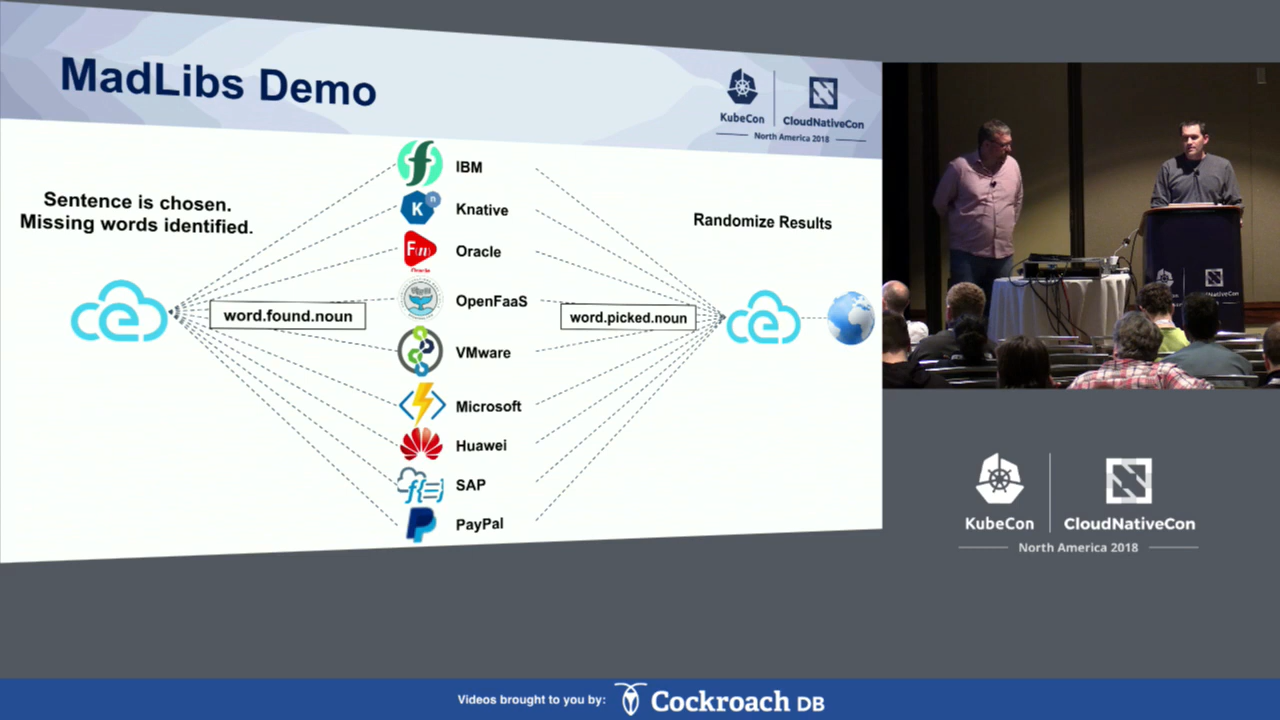 MadLibs Demo
KubeCon
CloudNativeCon
North America 2018
Sentence is chosen.
Missing words identified.
word.found.noun
IBM
K
n
Knative
F(n)
Oracle
Oracle
OpenFaaS
VMware
Microsoft
Huawei
SAP
PayPal
Randomize Results
word.picked.noun
KubeCon
CloudNativeCon
North America 2018
Videos brought to you by:
Cockroach DB